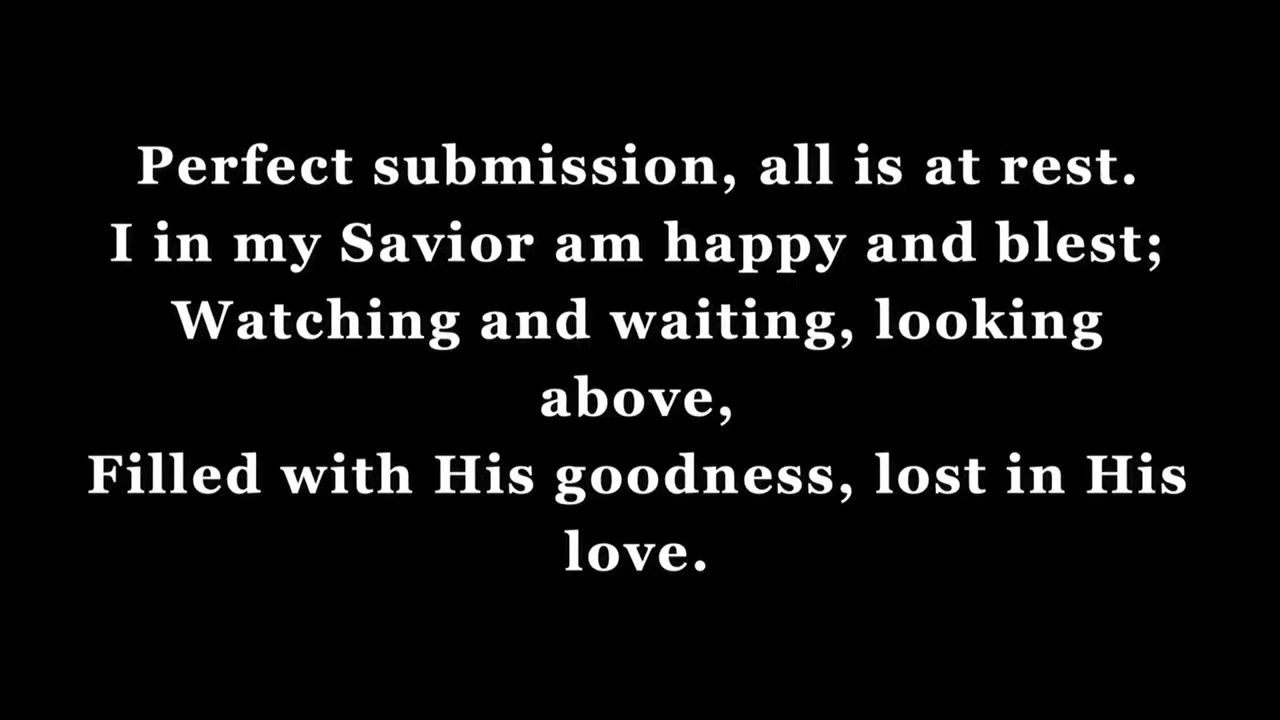 Perfect submission, all is at rest.
I in my Savior am happy and blest;
Watching and waiting, looking
above,
Filled with His goodness, lost in His
love.